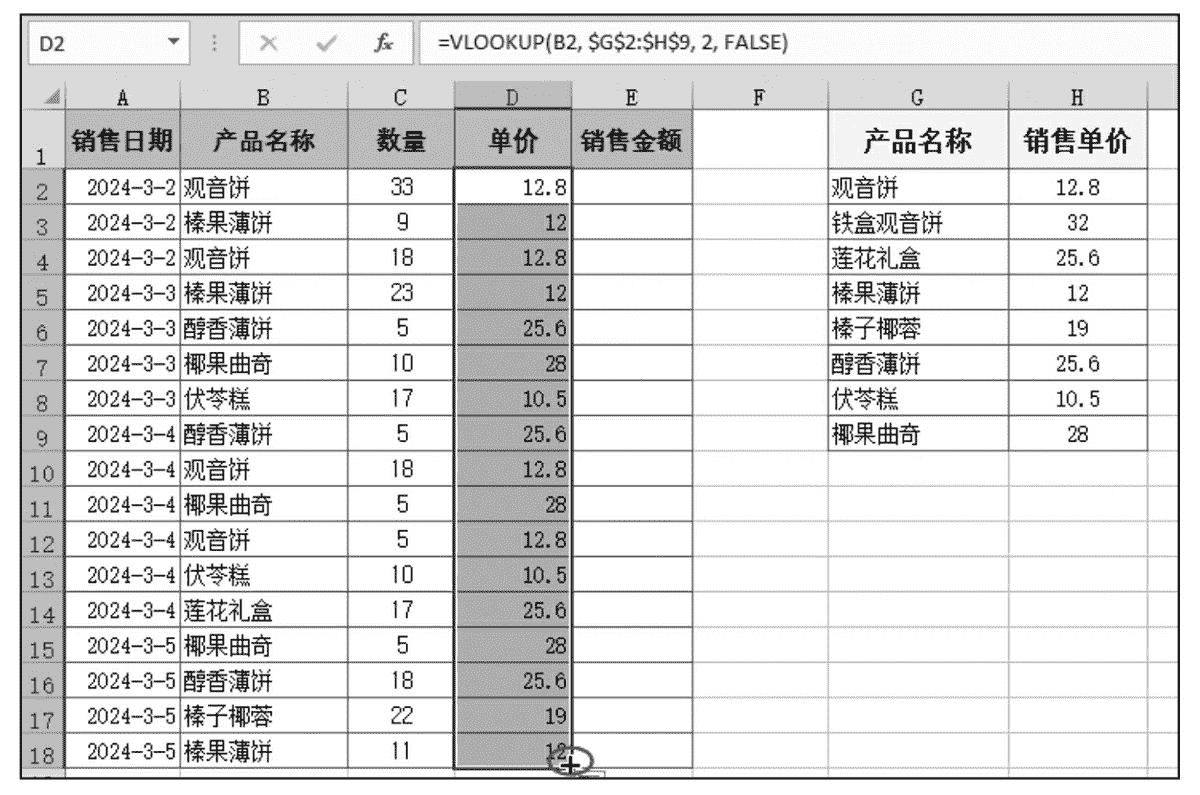 D2 fx =VLOOKUP(B2, $G$2:$H$9, 2, FALSE)
A B C D E F G H
1 销售日期 产品名称 数量 单价 销售金额 产品名称 销售单价
2 2024-3-2 观音饼 33 12.8 观音饼 12.8
3 2024-3-2 榛果薄饼 9 12 铁盒观音饼 32
4 2024-3-2 观音饼 18 12.8 莲花礼盒 25.6
5 2024-3-3 榛果薄饼 23 12 榛果薄饼 12
6 2024-3-3 醇香薄饼 5 25.6 榛子椰蓉 19
7 2024-3-3 椰果曲奇 10 28 醇香薄饼 25.6
8 2024-3-3 伏苓糕 17 10.5 伏苓糕 10.5
9 2024-3-4 醇香薄饼 5 25.6 椰果曲奇 28
10 2024-3-4 观音饼 18 12.8
11 2024-3-4 椰果曲奇 5 28
12 2024-3-4 观音饼 5 12.8
13 2024-3-4 伏苓糕 10 10.5
14 2024-3-4 莲花礼盒 17 25.6
15 2024-3-5 椰果曲奇 5 28
16 2024-3-5 醇香薄饼 18 25.6
17 2024-3-5 榛子椰蓉 22 19
18 2024-3-5 榛果薄饼 11 12